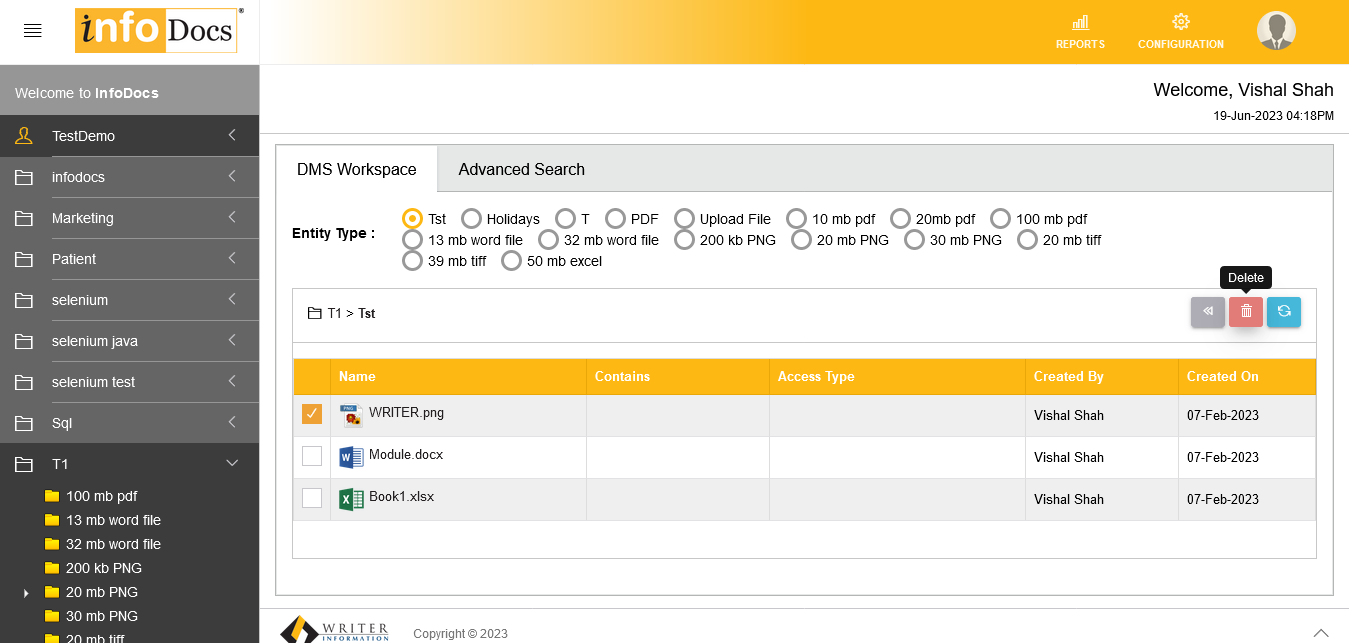 info Docs®
REPORTS
CONFIGURATION
Welcome to InfoDocs
TestDemo
infodocs
Marketing
Patient
selenium
selenium java
selenium test
Sql
T1
100 mb pdf
13 mb word file
32 mb word file
200 kb PNG
20 mb PNG
30 mb PNG
20 mb tiff
Welcome, Vishal Shah
19-Jun-2023 04:18PM
DMS Workspace Advanced Search
Entity Type :
Tst Holidays T PDF Upload File 10 mb pdf 20mb pdf 100 mb pdf
13 mb word file 32 mb word file 200 kb PNG 20 mb PNG 30 mb PNG 20 mb tiff
39 mb tiff 50 mb excel
Delete
T1 > Tst
Name Contains Access Type Created By Created On
PNG WRITER.png Vishal Shah 07-Feb-2023
W Module.docx Vishal Shah 07-Feb-2023
X Book1.xlsx Vishal Shah 07-Feb-2023
WRITER
INFORMATION
Copyright © 2023